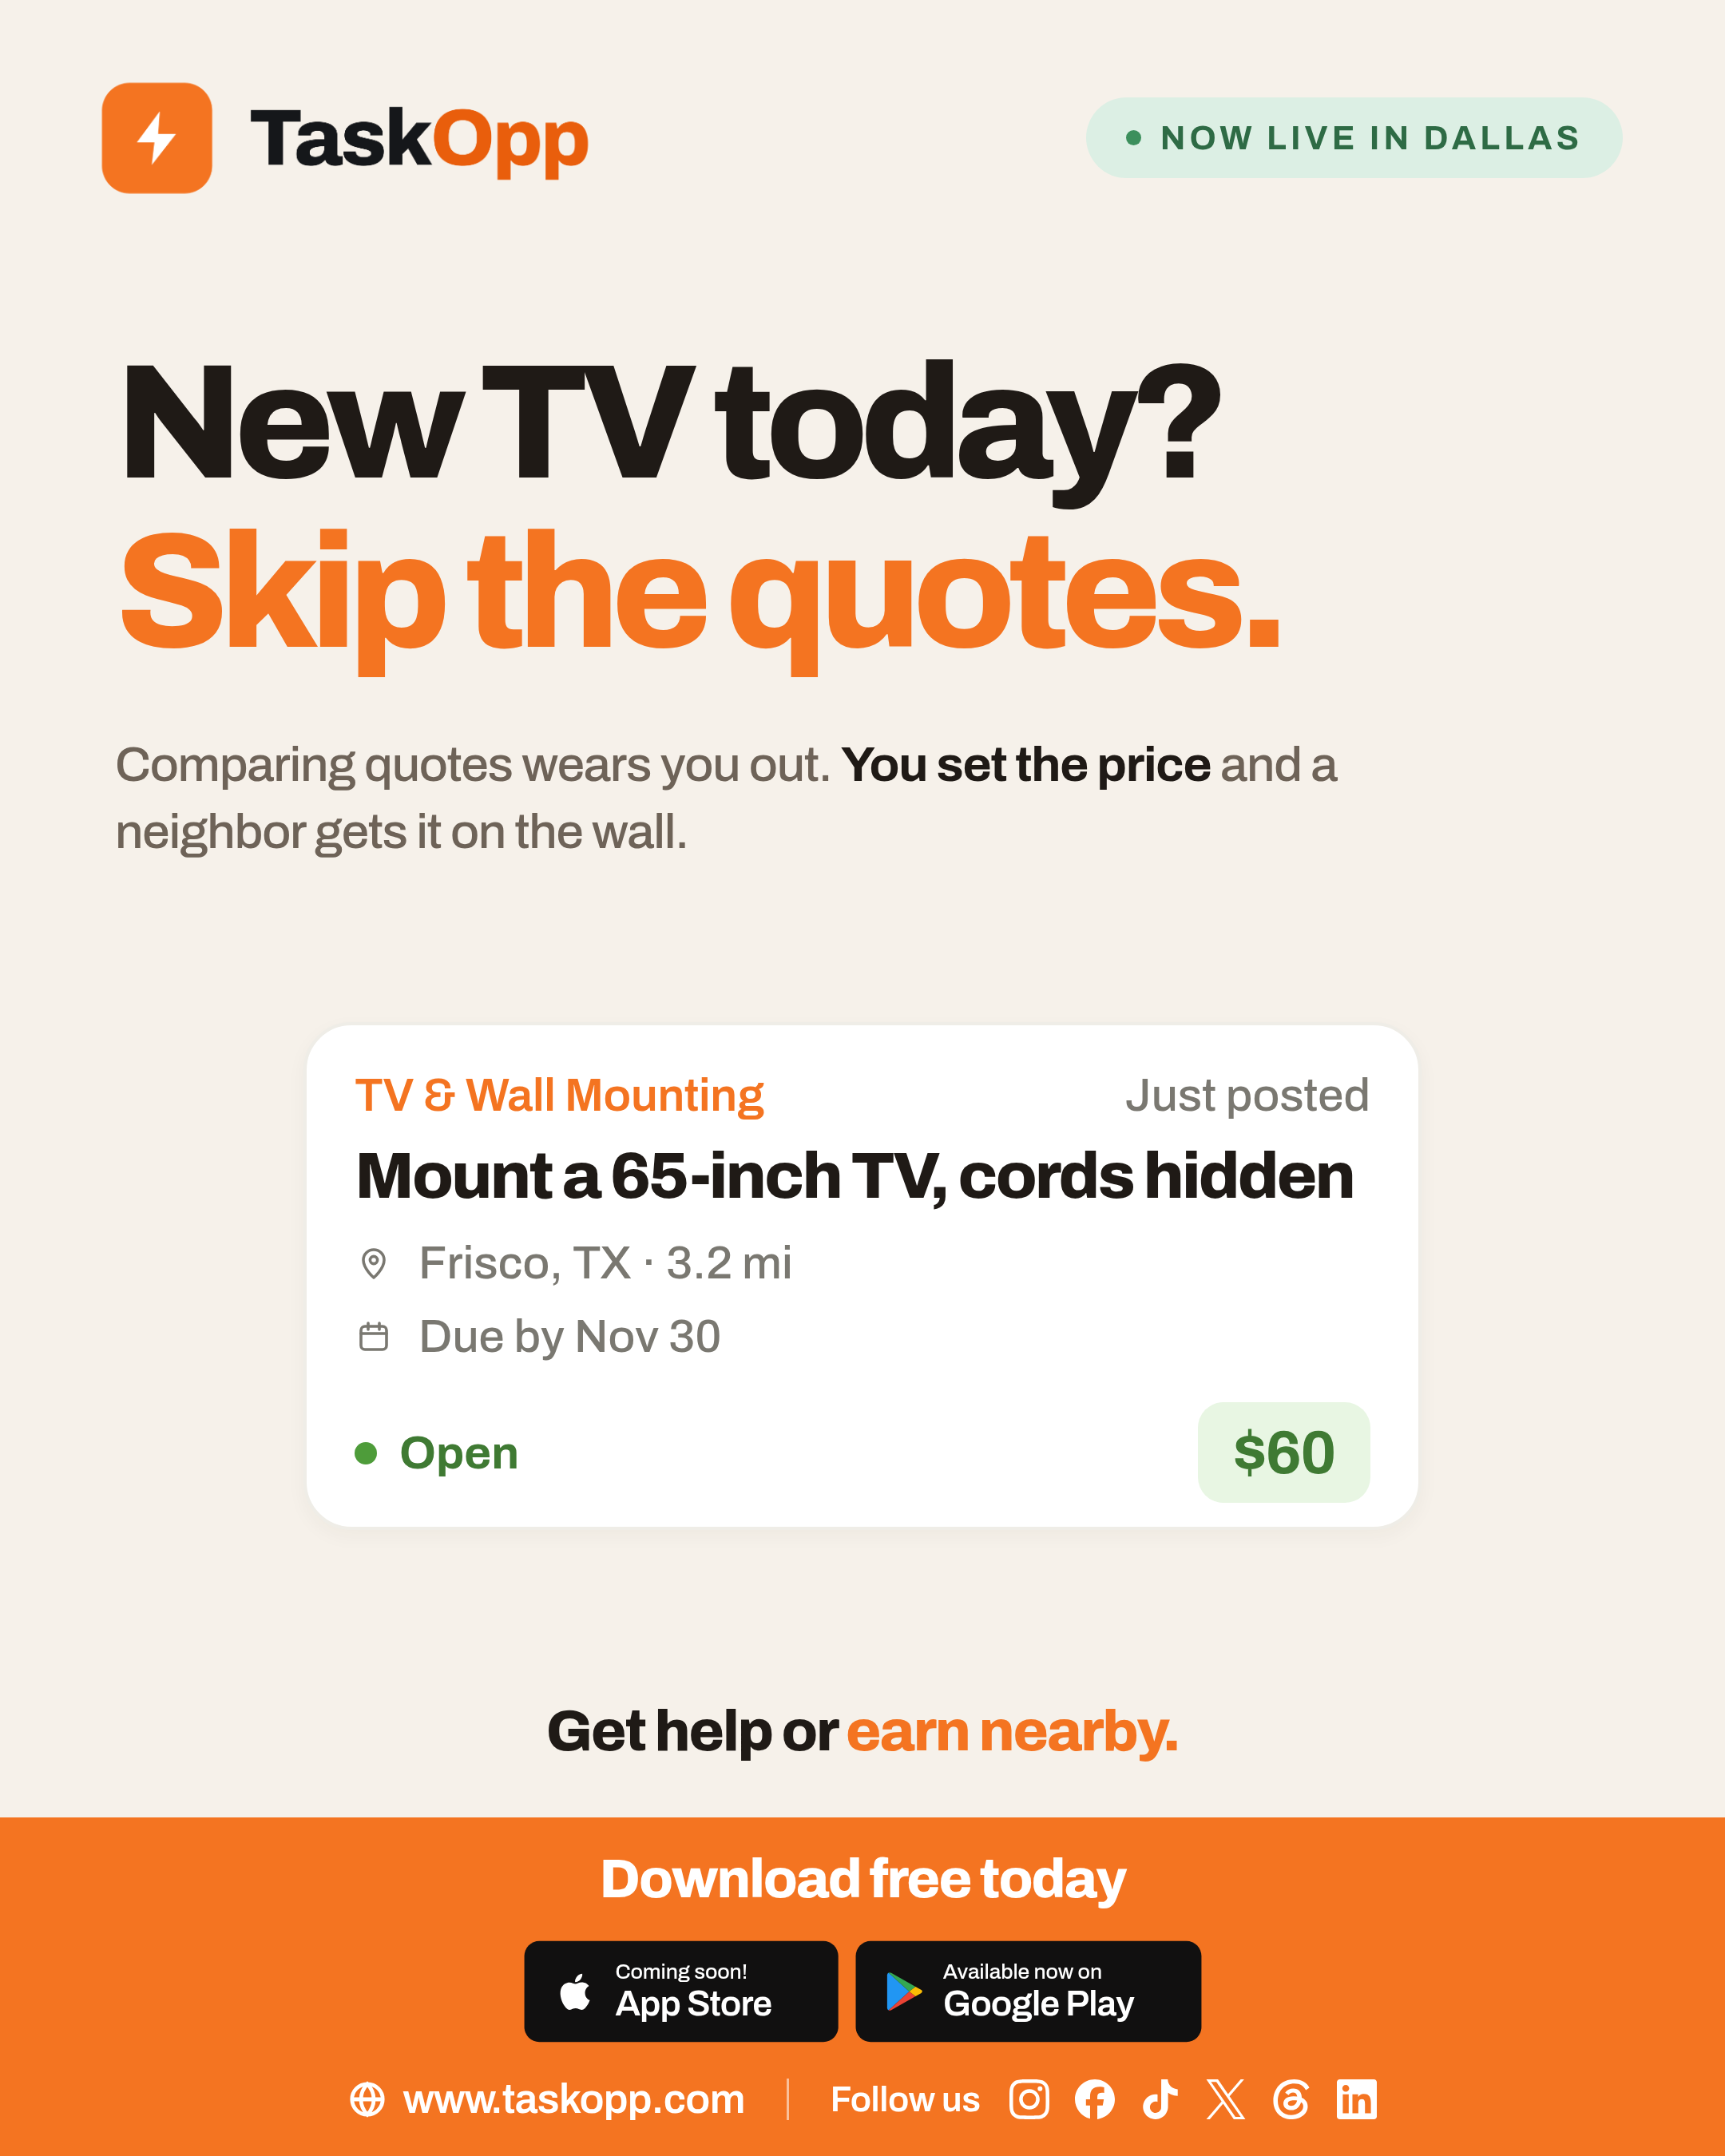 TaskOpp
NOW LIVE IN DALLAS
New TV today?
Skip the quotes.
Comparing quotes wears you out. You set the price and a
neighbor gets it on the wall.
TV & Wall Mounting
Just posted
Mount a 65-inch TV, cords hidden
Frisco, TX · 3.2 mi
Due by Nov 30
Open
$60
Get help or earn nearby.
Download free today
Coming soon!
App Store
Available now on
Google Play
www.taskopp.com
Follow us